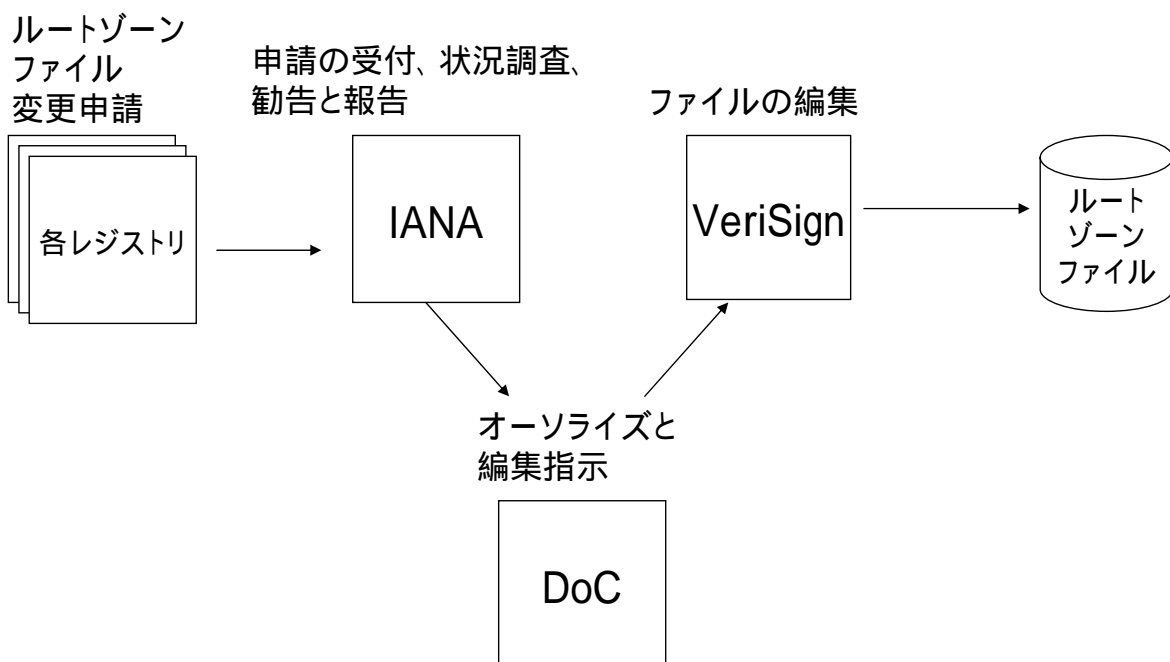 ルートゾーン
ファイル
変更申請
申請の受付、状況調査、
勧告と報告
ファイルの編集
各レジストリ
IANA
VeriSign
ルート
ゾーン
ファイル
オーソライズと
編集指示
DoC